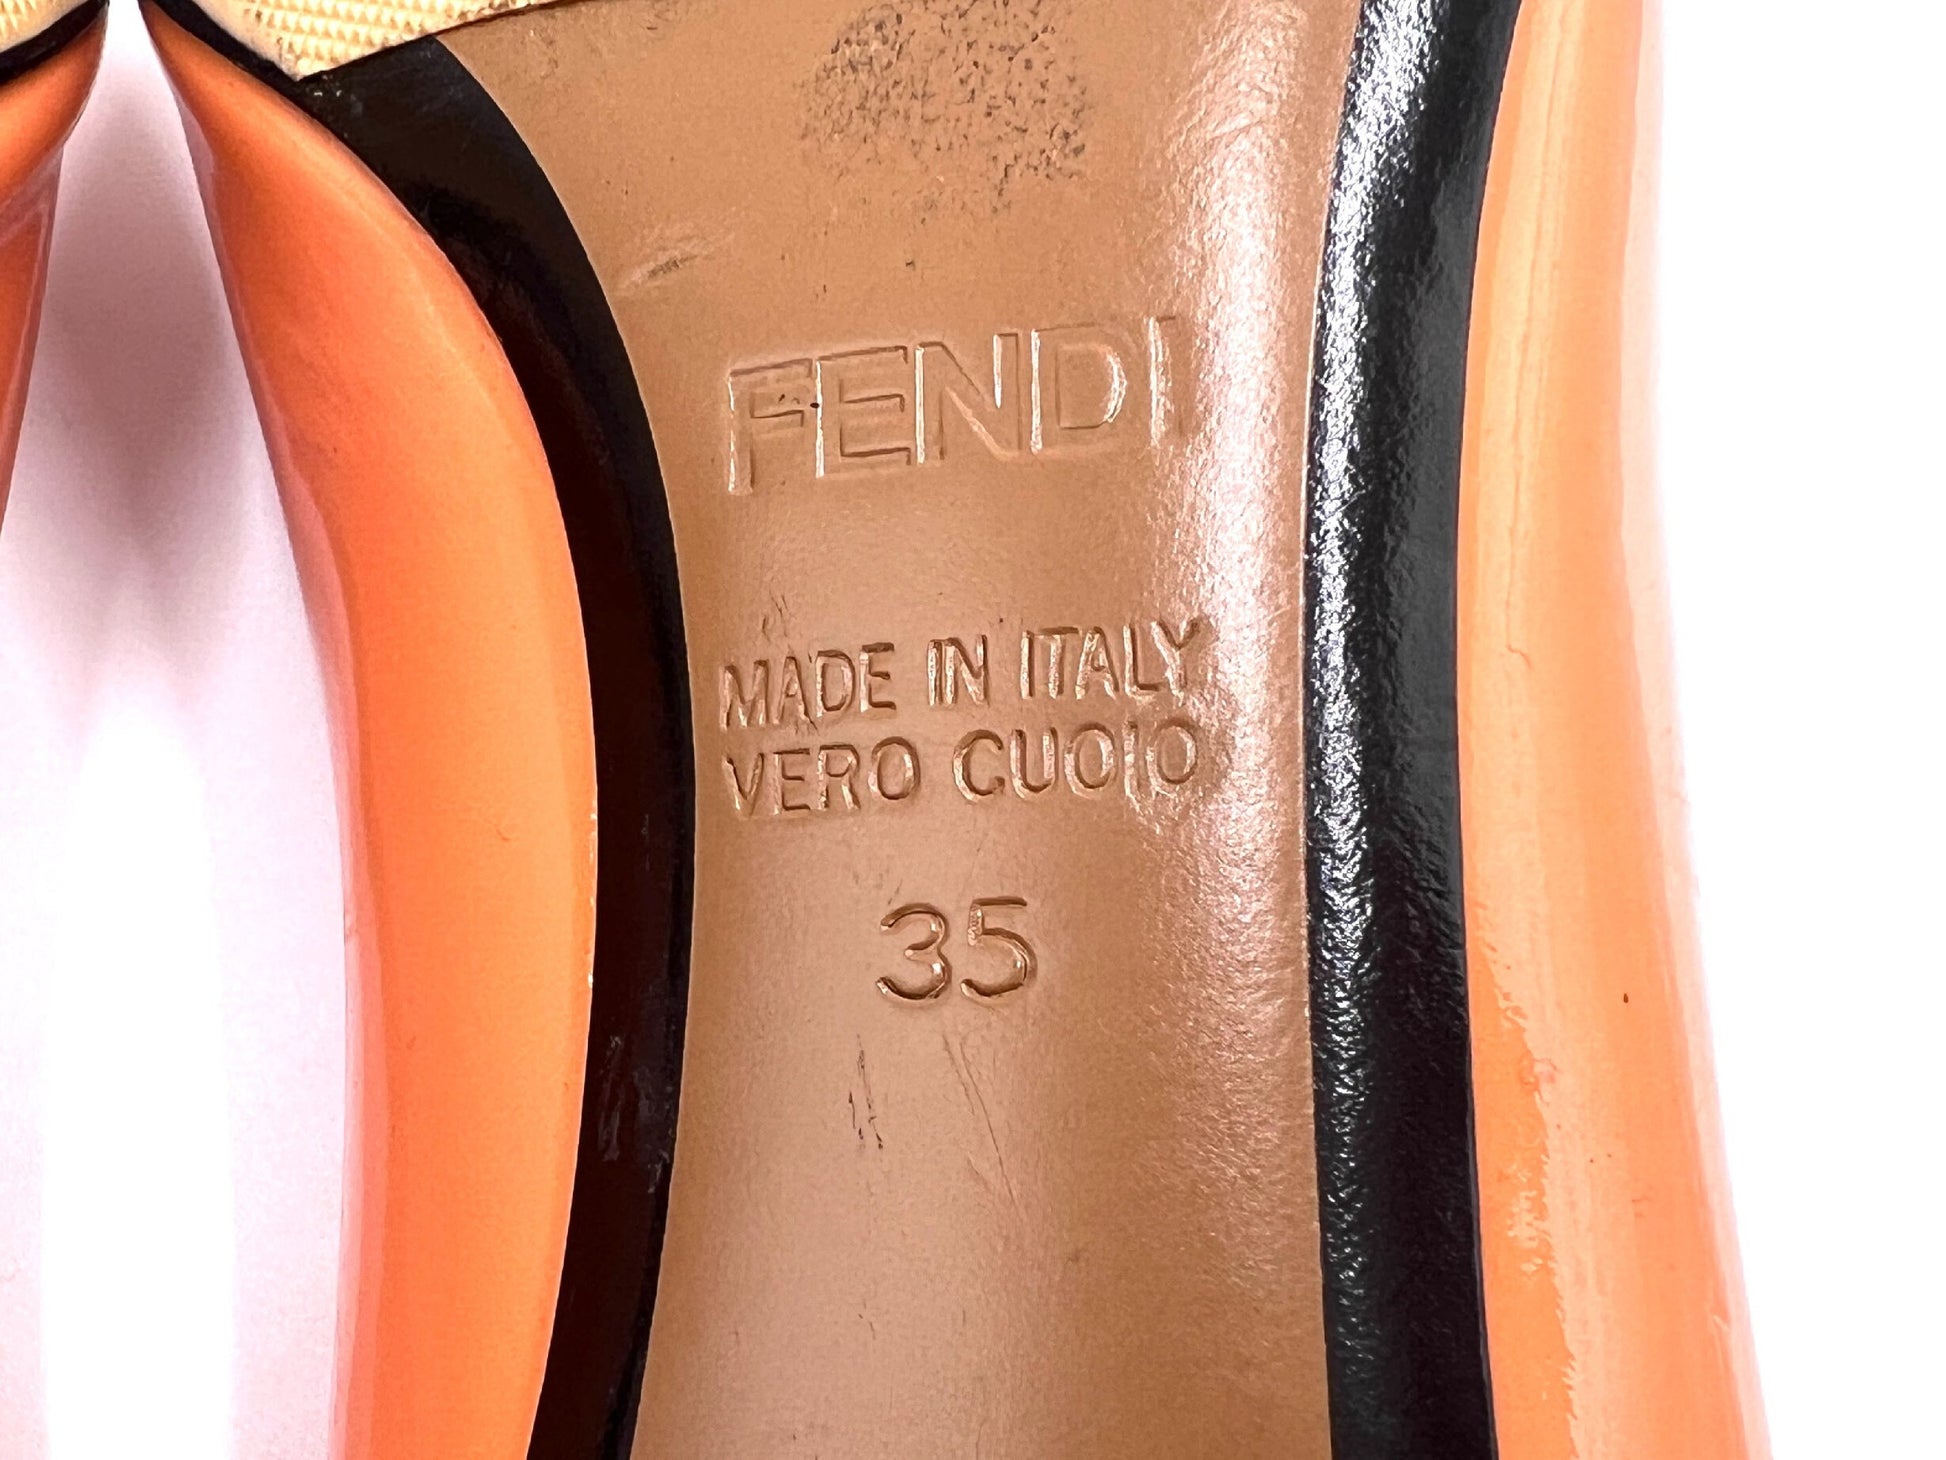 FENDI
MADE IN ITALY
VERO CUOIO
35